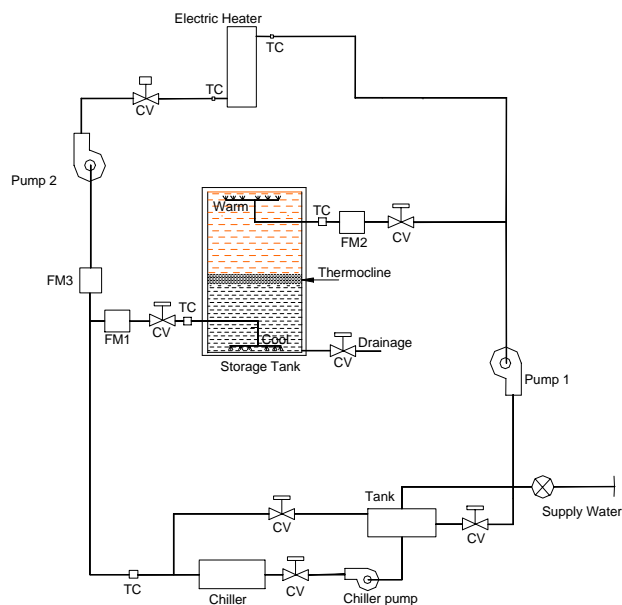 Electric Heater
TC
TC
CV
Pump 2
Warm
TC
FM2
CV
FM3
Thermocline
TC
FM1
CV
Cool
Drainage
CV
Storage Tank
Pump 1
Tank
CV
CV
Supply Water
TC
Chiller
CV
Chiller pump